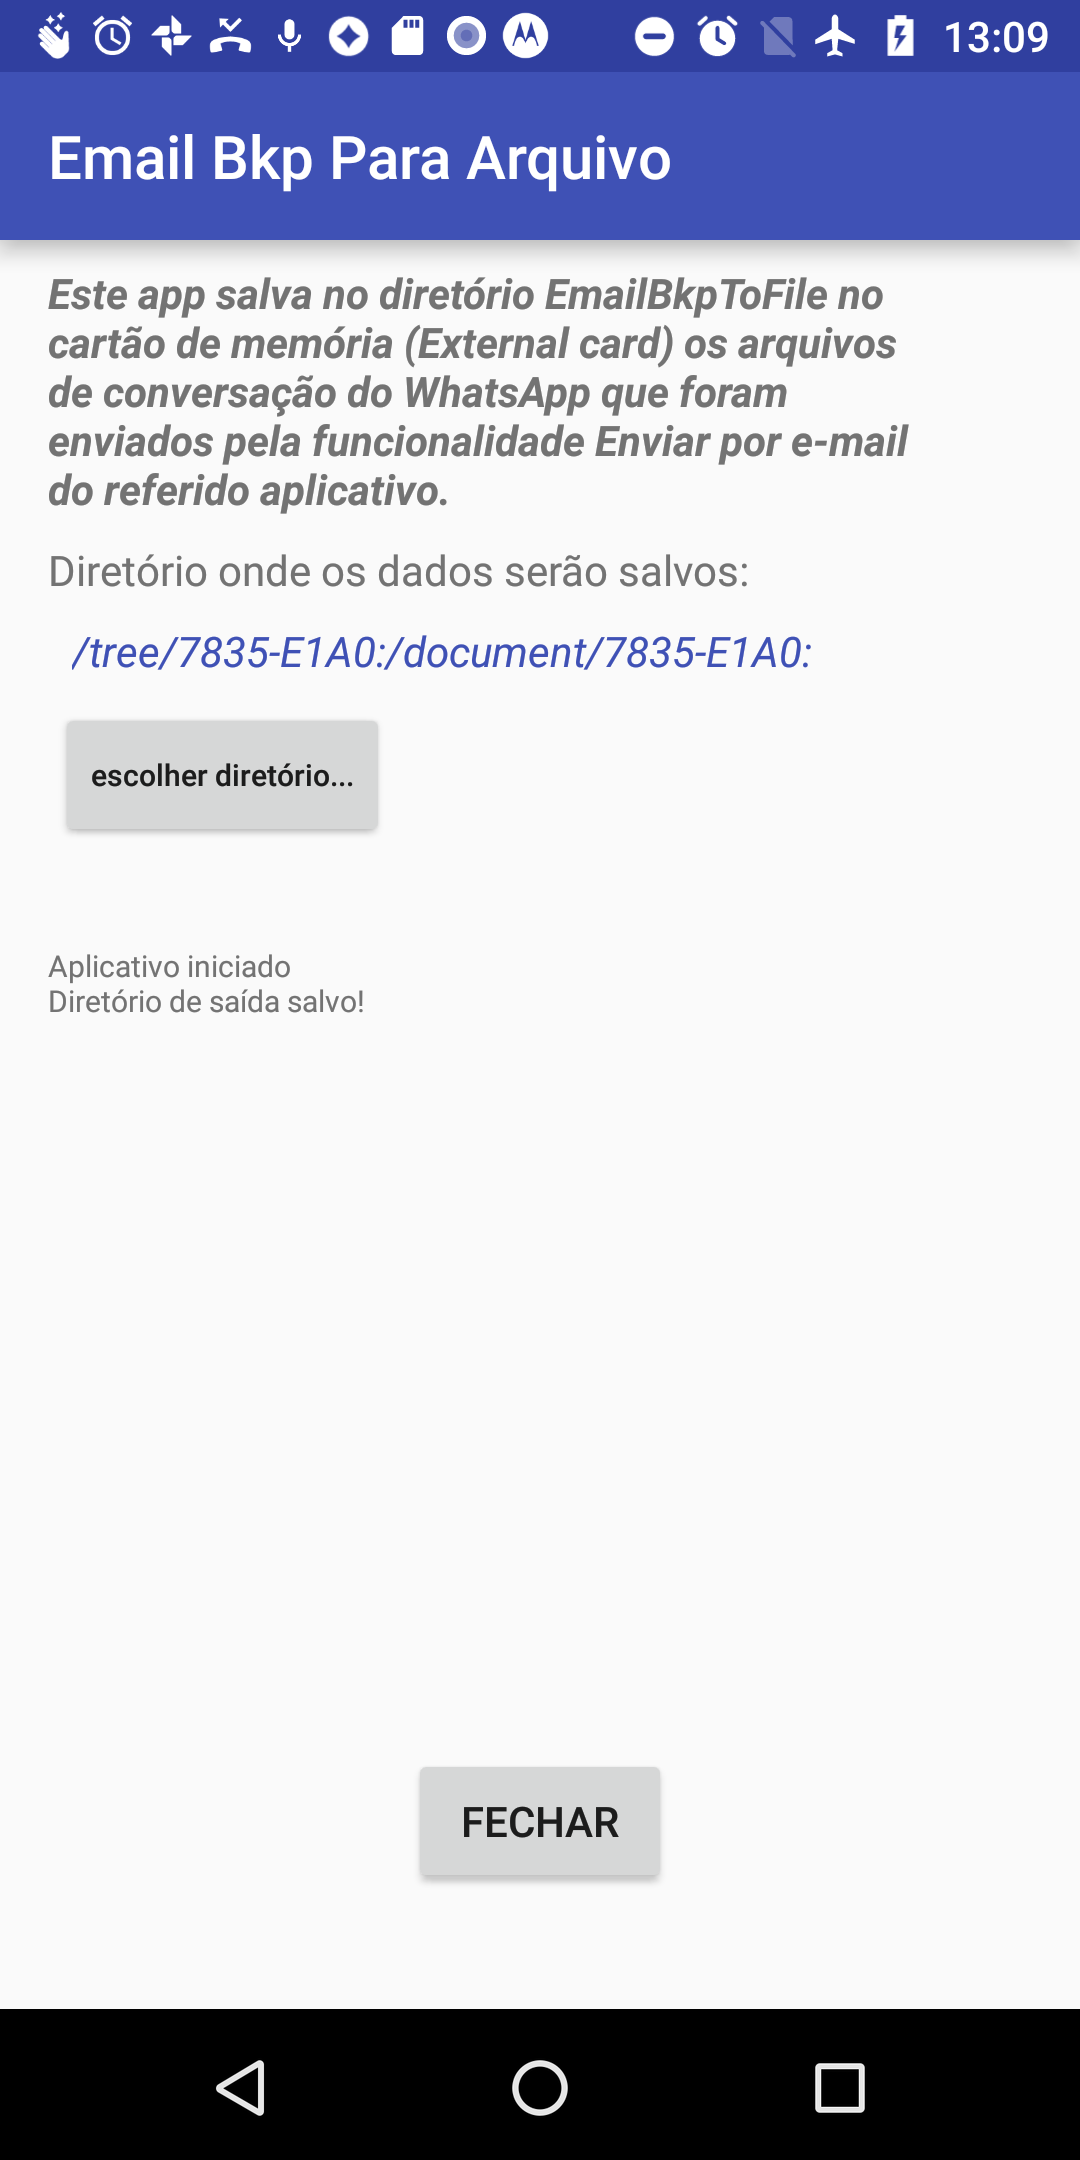 13:09
Email Bkp Para Arquivo
Este app salva no diretório EmailBkpToFile no
cartão de memória (External card) os arquivos
de conversação do WhatsApp que foram
enviados pela funcionalidade Enviar por e-mail
do referido aplicativo.
Diretório onde os dados serão salvos:
/tree/7835-E1A0:/document/7835-E1A0:
escolher diretório...
Aplicativo iniciado
Diretório de saída salvo!
FECHAR